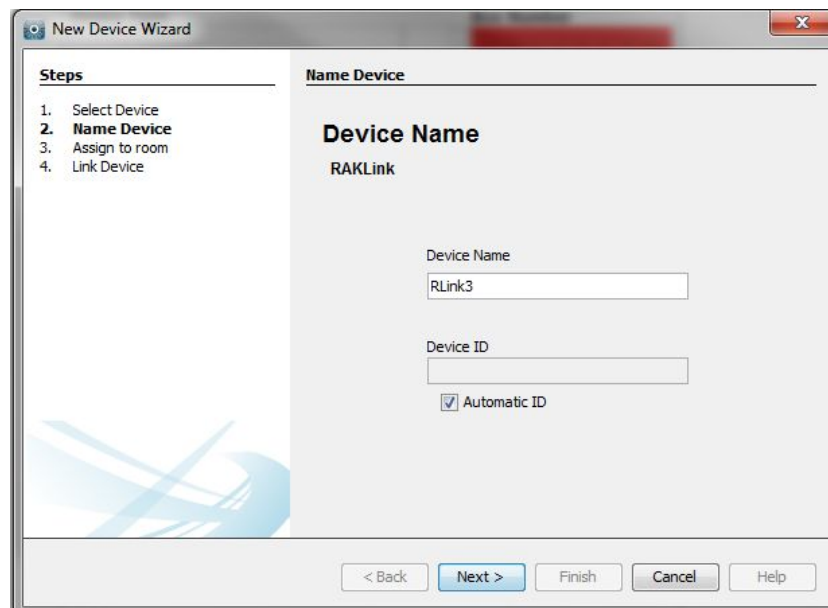 New Device Wizard
Steps
1. Select Device
2. Name Device
3. Assign to room
4. Link Device
Name Device
Device Name
RAKLink
Device Name
RLink3
Device ID
Automatic ID
< Back Next > Finish Cancel Help